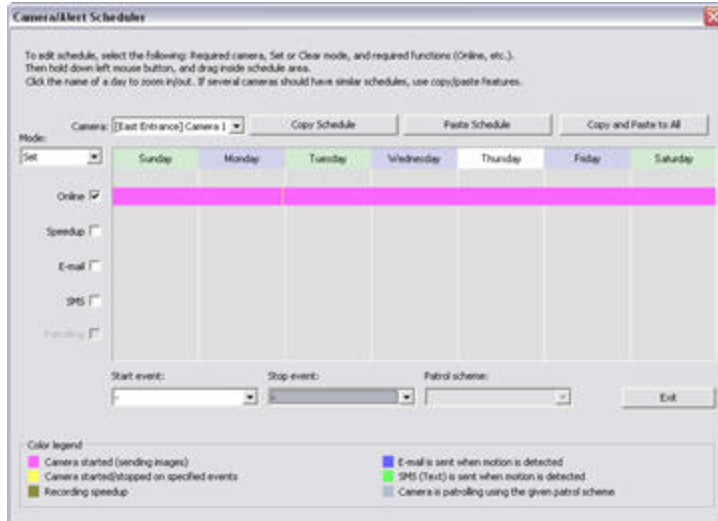 Camera/Alert Scheduler
To edit schedule, select the following: Required camera, Set or Clear mode, and required functions (Online, etc.).
Then hold down left mouse button, and drag inside schedule area.
Click the name of a day to zoom in/out. If several cameras should have similar schedules, use copy/paste features.
Camera: [East Entrance] Camera 1 Copy Schedule Paste Schedule Copy and Paste to All
Mode:
Set Sunday Monday Tuesday Wednesday Thursday Friday Saturday
Online
Speedup
E-mail
SMS
Patrolling
Start event: Stop event: Patrol scheme:
- - Exit
Color legend
Camera started (sending images) E-mail is sent when motion is detected
Camera started/stopped on specified events SMS (Text) is sent when motion is detected
Recording speedup Camera is patrolling using the given patrol scheme